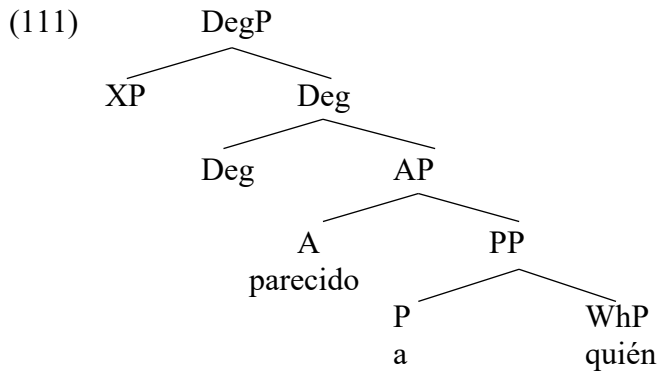 (111) DegP
XP Deg
Deg AP
A PP
parecido
P WhP
a quién